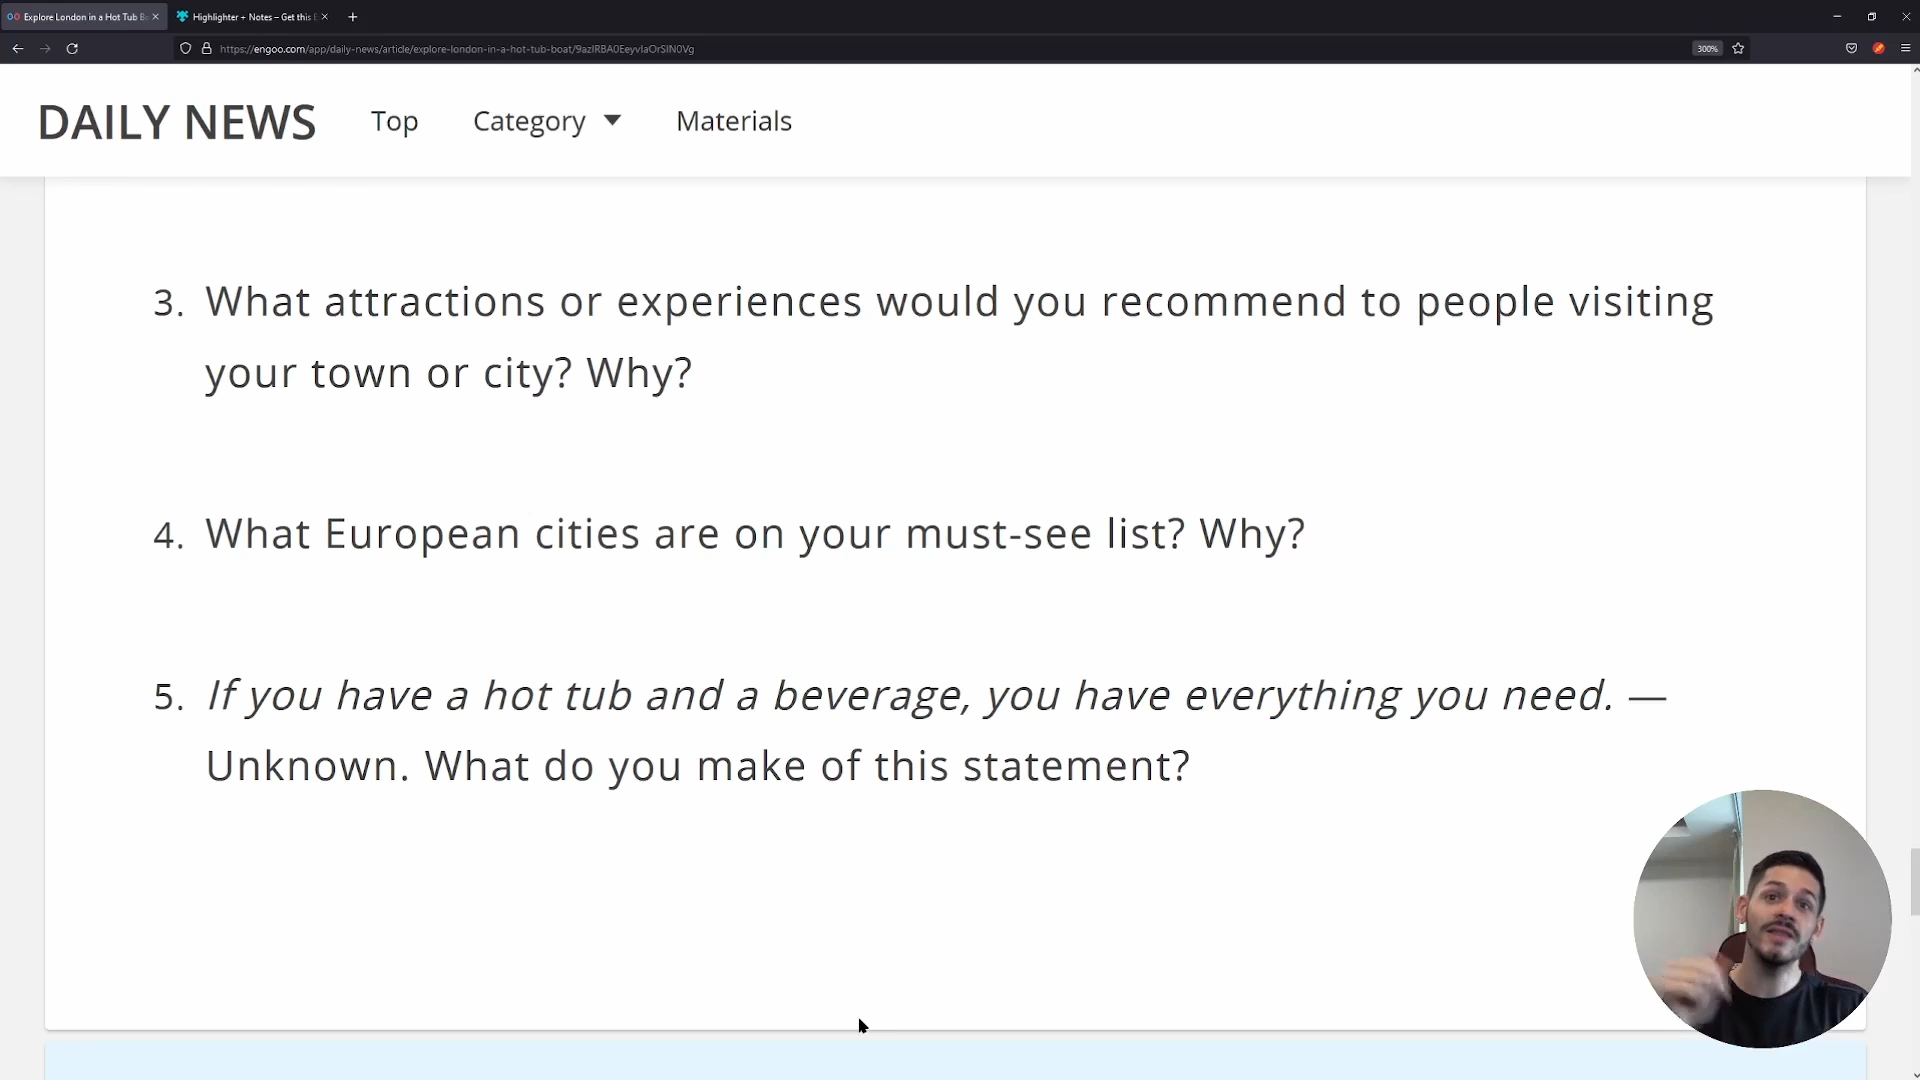 Explore London in a Hot Tub B
Highlighter + Notes – Get this E
https://engoo.com/app/daily-news/article/explore-london-in-a-hot-tub-boat/9azIRBA0EeyvIaOrSlN0Vg
300%
DAILY NEWS
Top
Category
Materials
3. What attractions or experiences would you recommend to people visiting
your town or city? Why?
4. What European cities are on your must-see list? Why?
5. If you have a hot tub and a beverage, you have everything you need. —
Unknown. What do you make of this statement?